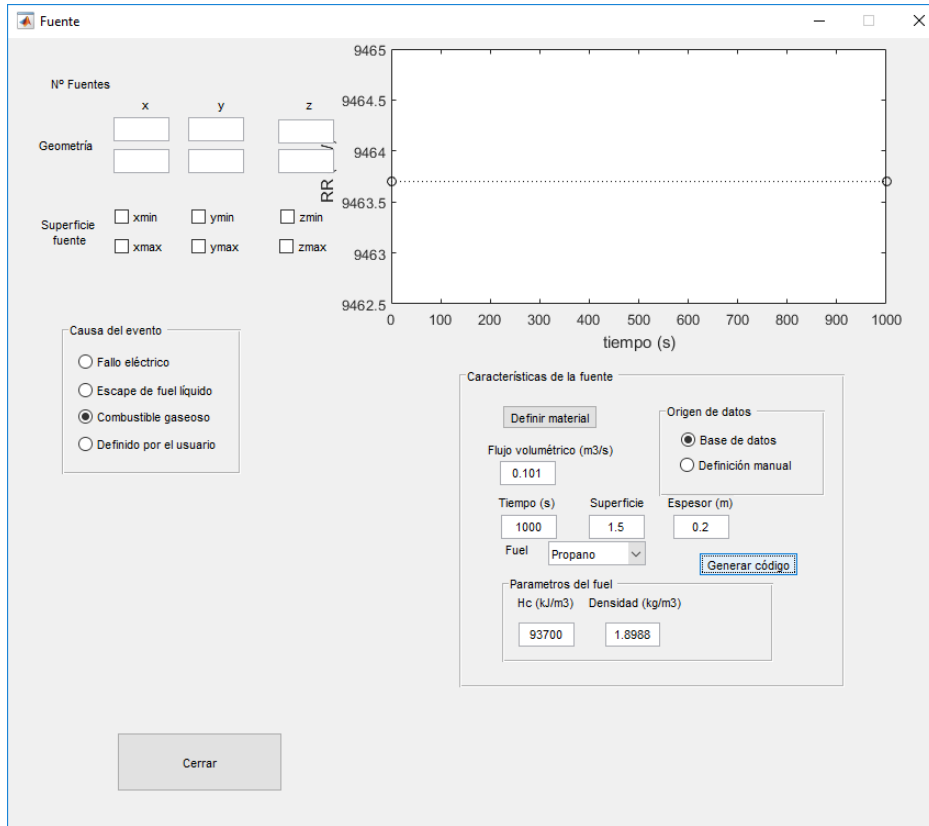 Fuente
Nº Fuentes
x y z
Geometría
Superficie
fuente
xmin ymin zmin
xmax ymax zmax
9465
9464.5
9464
9463.5
9463
9462.5
RR
0 100 200 300 400 500 600 700 800 900 1000
tiempo (s)
Causa del evento
Fallo eléctrico
Escape de fuel líquido
Combustible gaseoso
Definido por el usuario
Características de la fuente
Definir material
Origen de datos
Base de datos
Definición manual
Flujo volumétrico (m3/s)
0.101
Tiempo (s) Superficie Espesor (m)
1000 1.5 0.2
Fuel Propano
Generar código
Parametros del fuel
Hc (kJ/m3) Densidad (kg/m3)
93700 1.8988
Cerrar